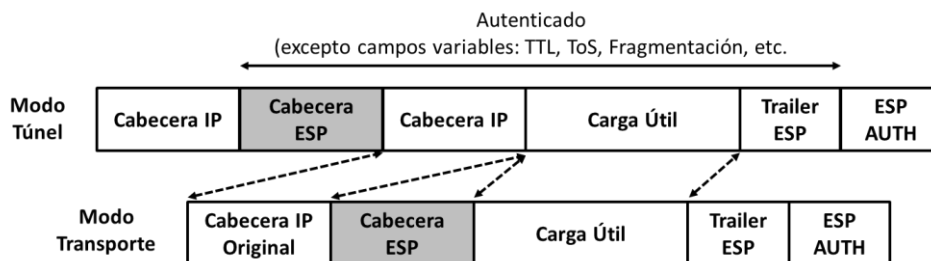 Autenticado
(excepto campos variables: TTL, ToS, Fragmentación, etc.
Modo
Túnel
Cabecera IP
Cabecera
ESP
Cabecera IP
Carga Útil
Trailer
ESP
ESP
AUTH
Modo
Transporte
Cabecera IP
Original
Cabecera
ESP
Carga Útil
Trailer
ESP
ESP
AUTH